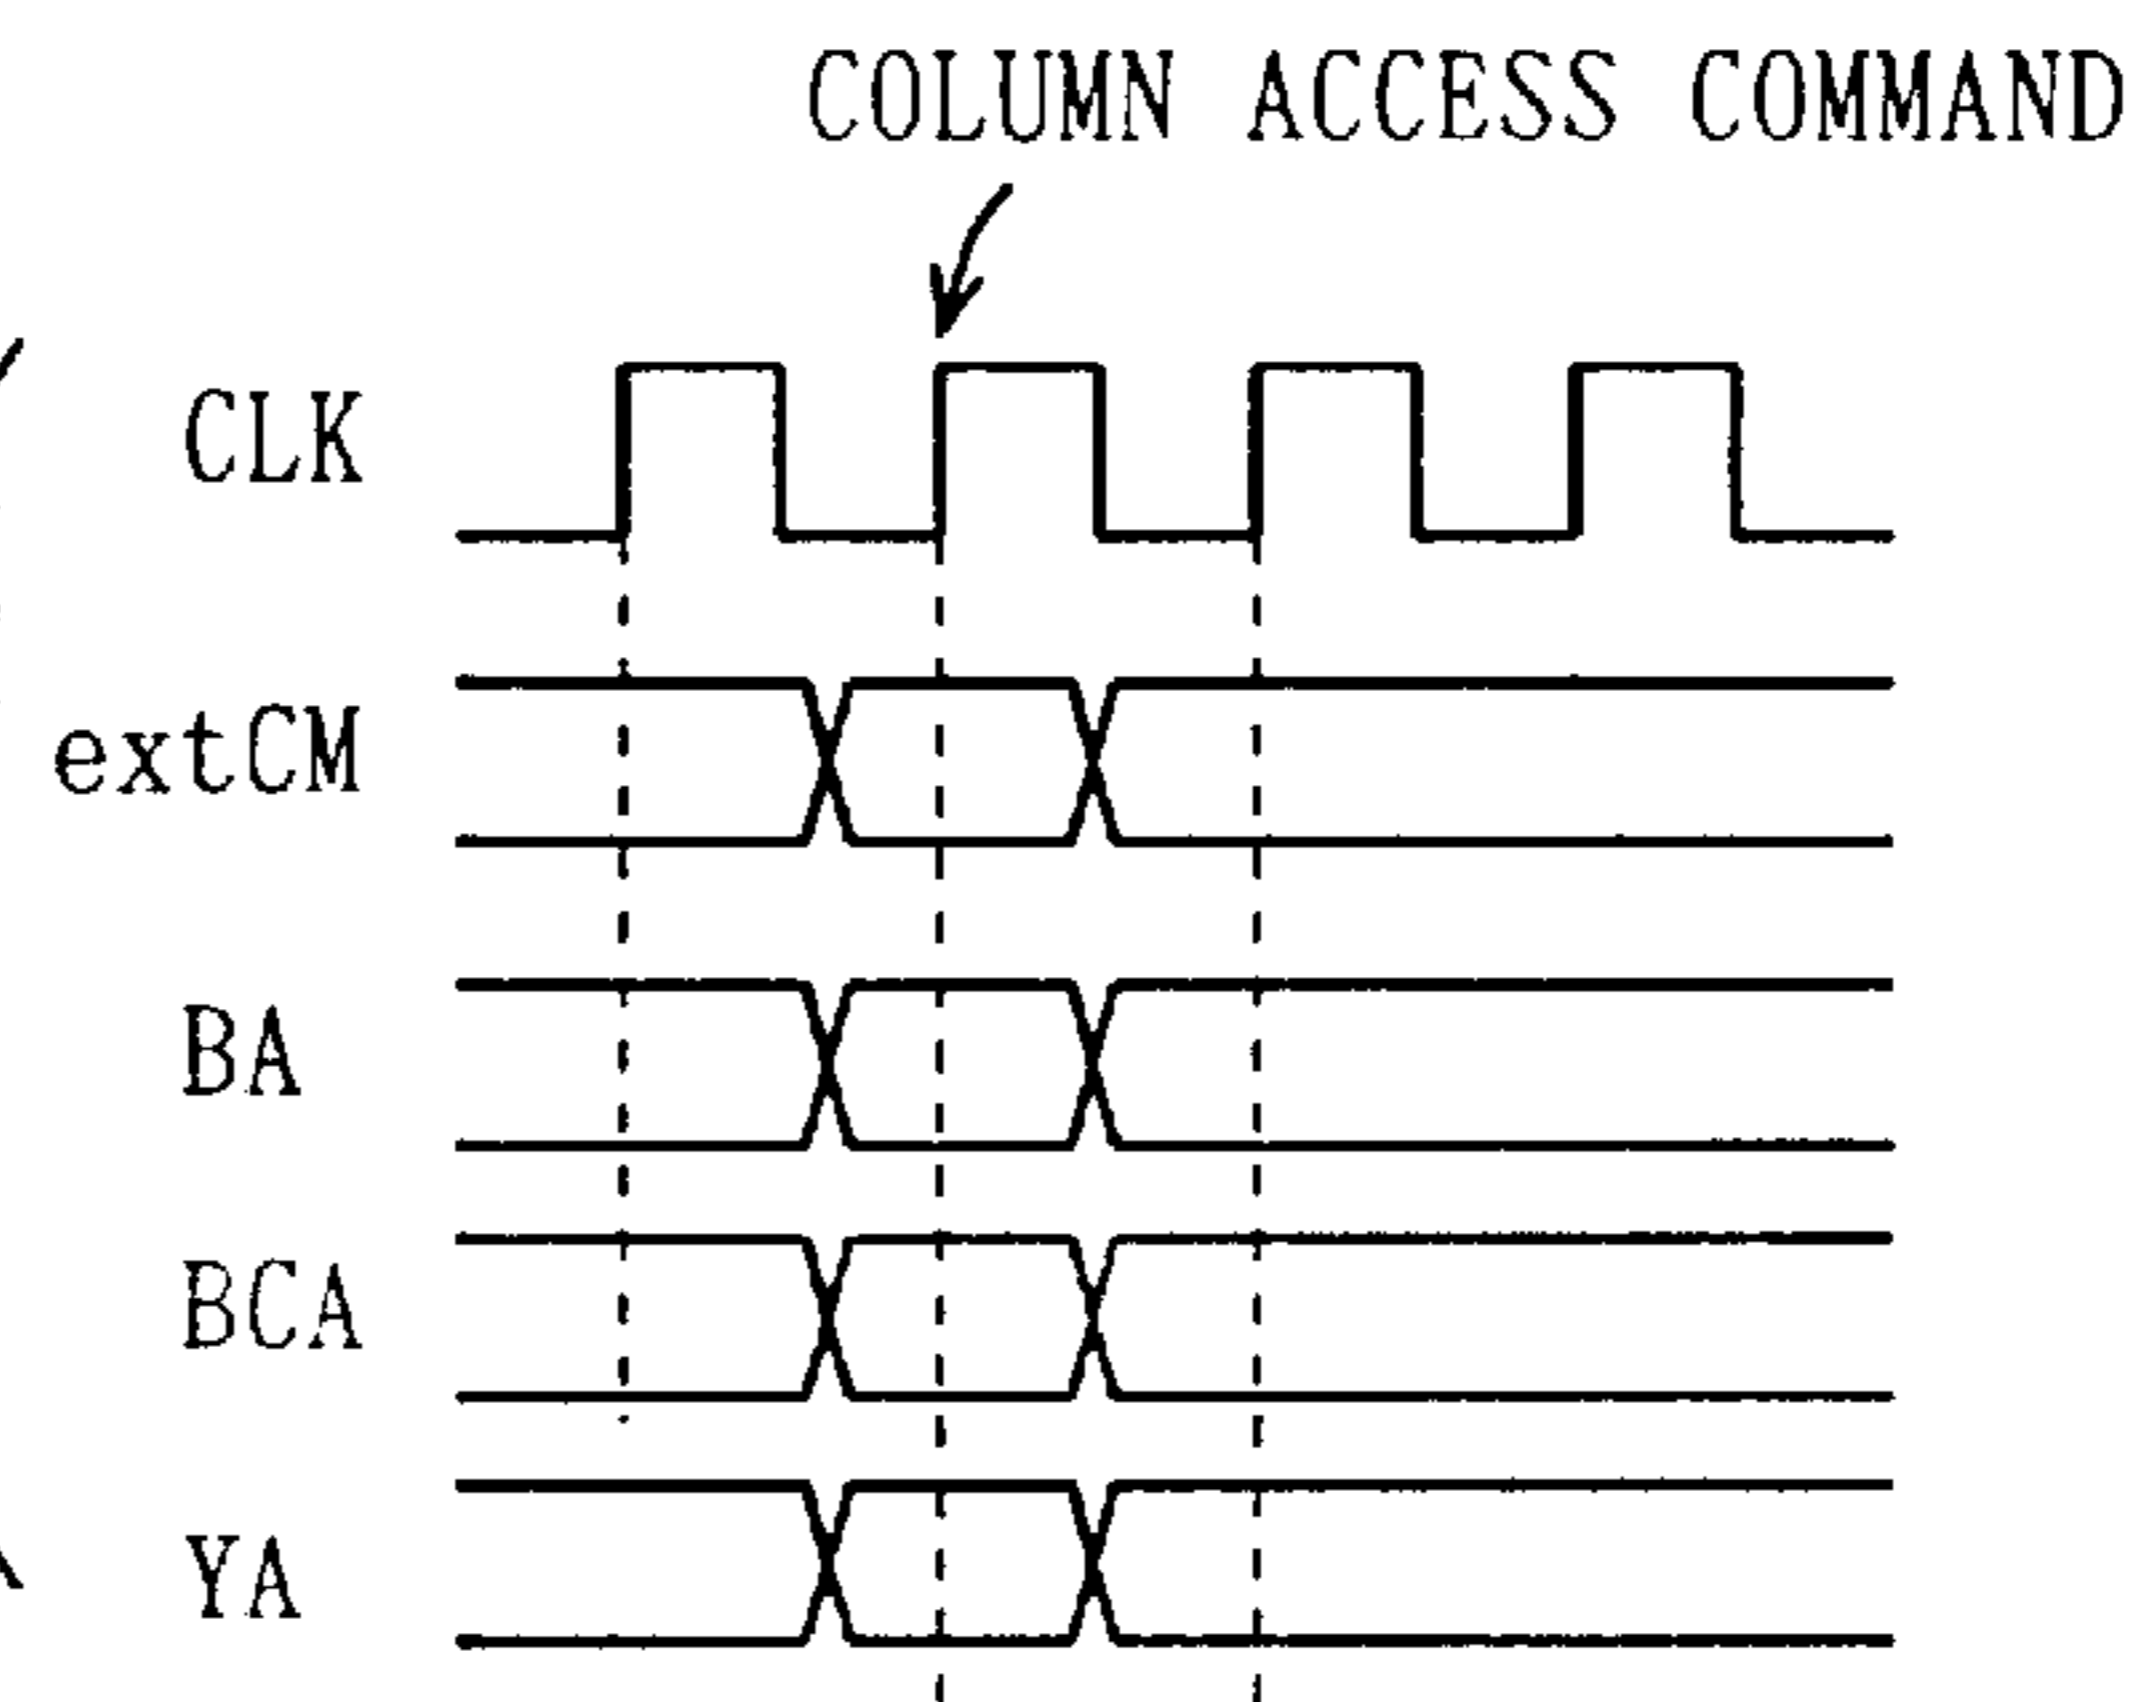 COLUMN ACCESS COMMAND
CLK
extCM
BA
BCA
YA